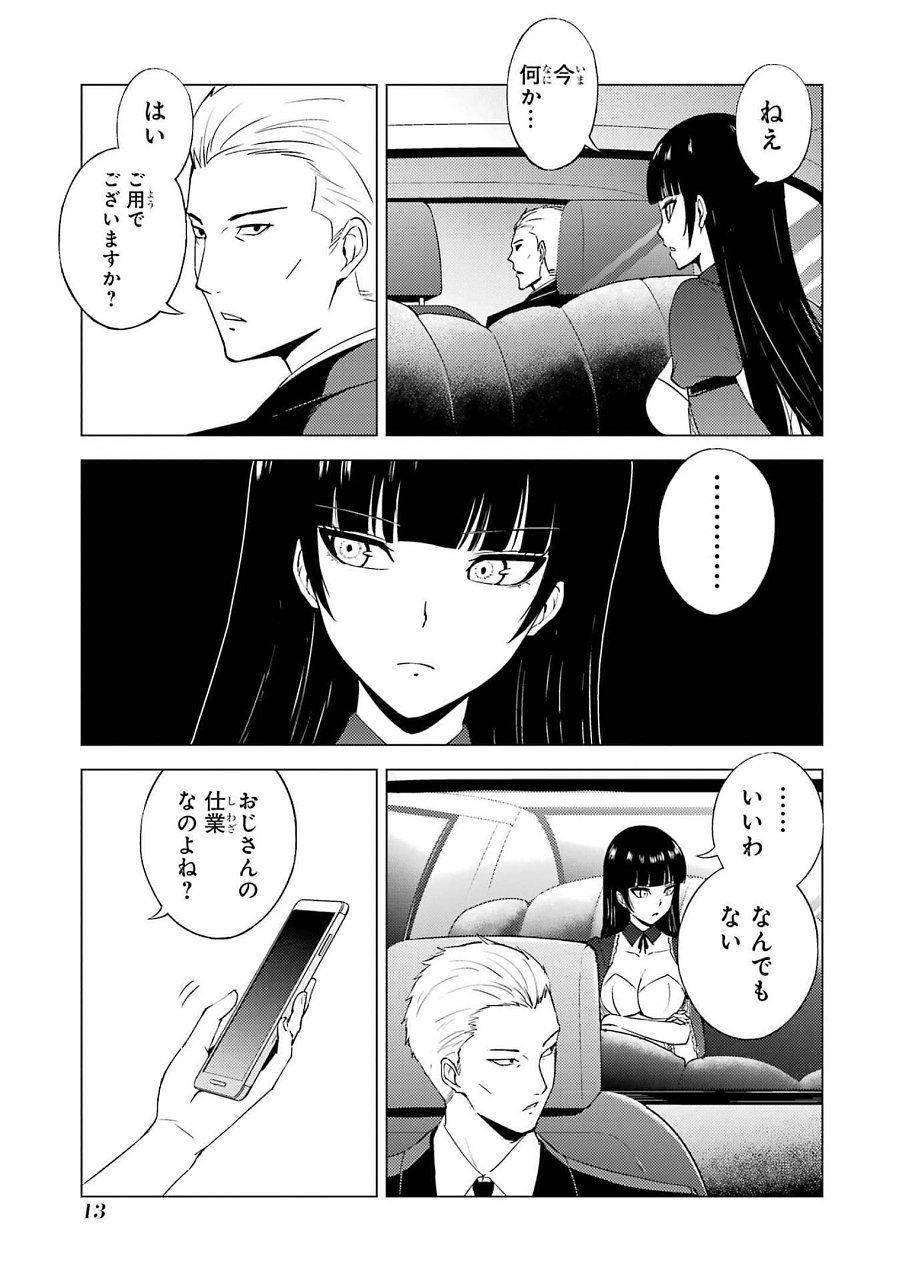 ねえ
今
何か…
はい
ご用で
ございますか?
…………
……
いいわ
なんでも
ない
おじさんの
仕業
なのよね?
13